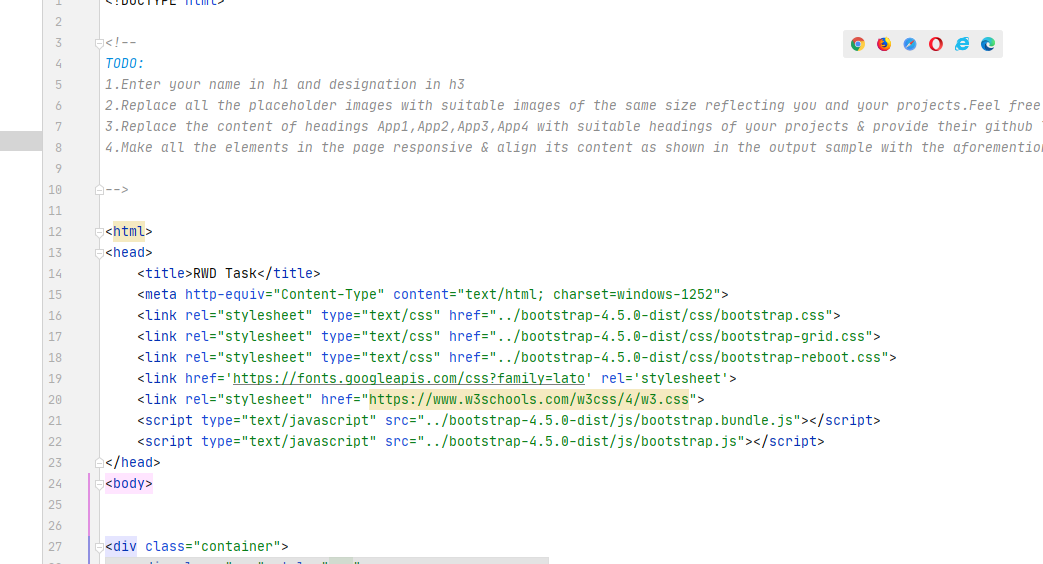 1 <!DOCTYPE html>
2
3 <!--
4 TODO:
5 1.Enter your name in h1 and designation in h3
6 2.Replace all the placeholder images with suitable images of the same size reflecting you and your projects.Feel free
7 3.Replace the content of headings App1,App2,App3,App4 with suitable headings of your projects & provide their github
8 4.Make all the elements in the page responsive & align its content as shown in the output sample with the
9
10 -->
11
12 <html>
13 <head>
14 <title>RWD Task</title>
15 <meta http-equiv="Content-Type" content="text/html; charset=windows-1252">
16 <link rel="stylesheet" type="text/css" href="../bootstrap-4.5.0-dist/css/bootstrap.css">
17 <link rel="stylesheet" type="text/css" href="../bootstrap-4.5.0-dist/css/bootstrap-grid.css">
18 <link rel="stylesheet" type="text/css" href="../bootstrap-4.5.0-dist/css/bootstrap-reboot.css">
19 <link href='https://fonts.googleapis.com/css?family=lato' rel='stylesheet'>
20 <link rel="stylesheet" href="https://www.w3schools.com/w3css/4/w3.css">
21 <script type="text/javascript" src="../bootstrap-4.5.0-dist/js/bootstrap.bundle.js"></script>
22 <script type="text/javascript" src="../bootstrap-4.5.0-dist/js/bootstrap.js"></script>
23 </head>
24 <body>
25
26
27 <div class="container">